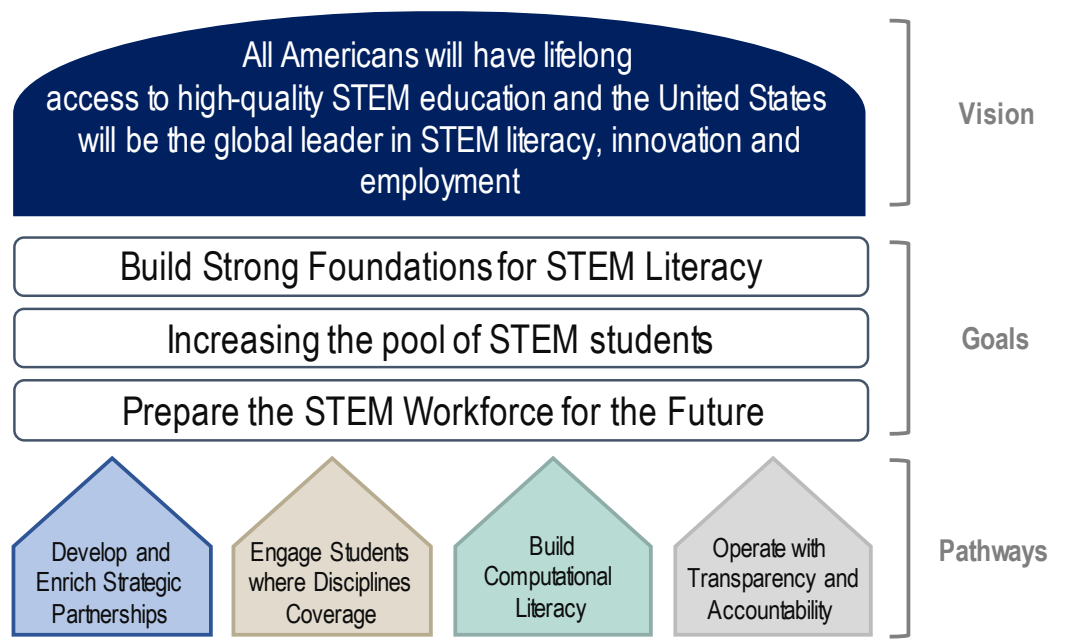 All Americans will have lifelong
access to high-quality STEM education and the United States
will be the global leader in STEM literacy, innovation and
employment
Vision
Build Strong Foundations for STEM Literacy
Increasing the pool of STEM students
Prepare the STEM Workforce for the Future
Goals
Develop and
Enrich Strategic
Partnerships
Engage Students
where Disciplines
Coverage
Build
Computational
Literacy
Operate with
Transparency and
Accountability
Pathways